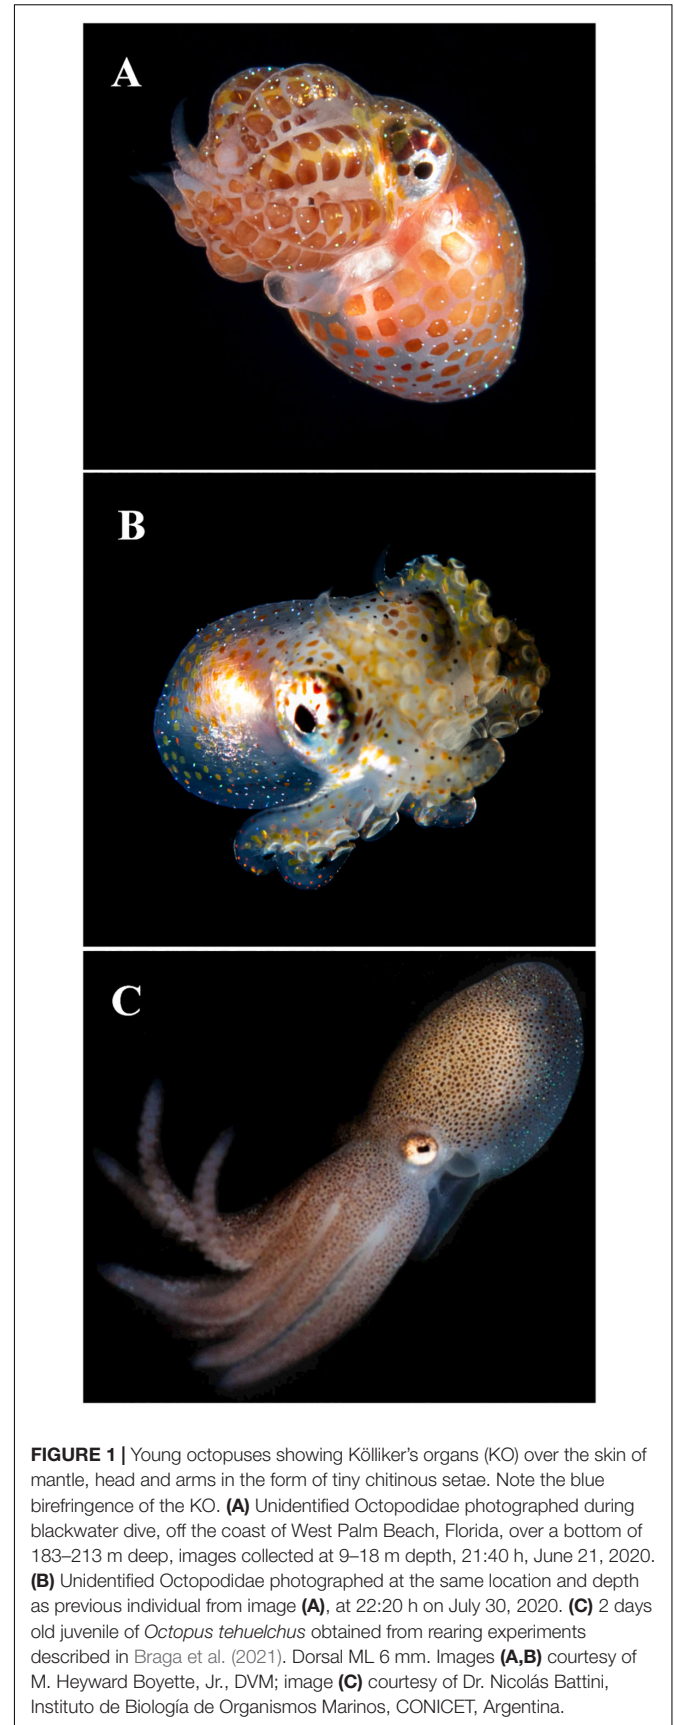 A
B
C
FIGURE 1 | Young octopuses showing Kölliker's organs (KO) over the skin of
mantle, head and arms in the form of tiny chitinous setae. Note the blue
birefringence of the KO. (A) Unidentified Octopodidae photographed during
blackwater dive, off the coast of West Palm Beach, Florida, over a bottom of
183–213 m deep, images collected at 9–18 m depth, 21:40 h, June 21, 2020.
(B) Unidentified Octopodidae photographed at the same location and depth
as previous individual from image (A), at 22:20 h on July 30, 2020. (C) 2 days
old juvenile of Octopus tehuelchus obtained from rearing experiments
described in Braga et al. (2021). Dorsal ML 6 mm. Images (A,B) courtesy of
M. Heyward Boyette, Jr., DVM; image (C) courtesy of Dr. Nicolás Battini,
Instituto de Biología de Organismos Marinos, CONICET, Argentina.